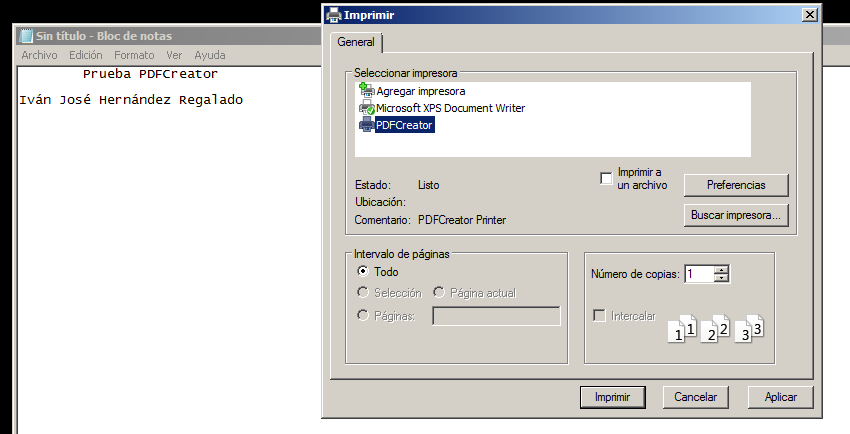 Sin título - Bloc de notas
Archivo Edición Formato Ver Ayuda
Prueba PDFCreator
Iván José Hernández Regalado
Imprimir
General
Seleccionar impresora
Agregar impresora
Microsoft XPS Document Writer
PDFCreator
Estado: Listo
Ubicación:
Comentario: PDFCreator Printer
Imprimir a
un archivo
Preferencias
Buscar impresora...
Intervalo de páginas
Todo
Selección Página actual
Páginas:
Número de copias: 1
Intercalar
1 1 2 2 3 3
Imprimir Cancelar Aplicar